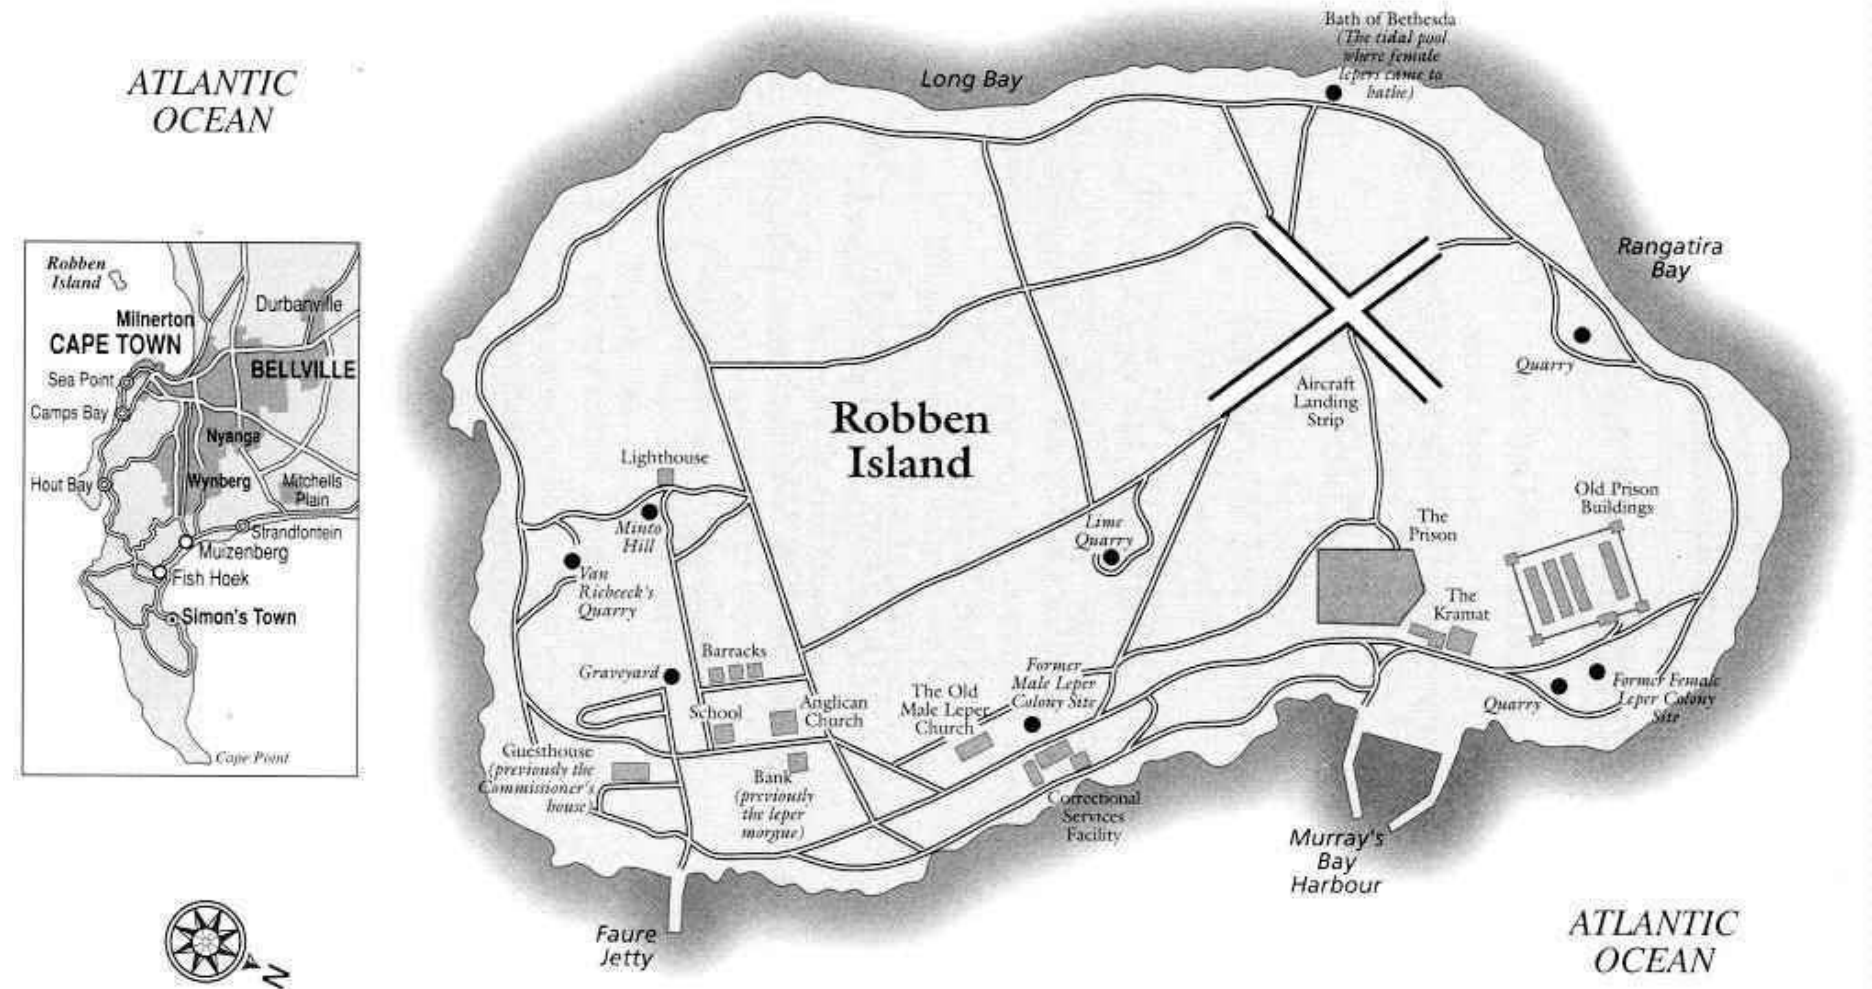 ATLANTIC
OCEAN
Long Bay
Bath of Bethesda
(The tidal pool
where female
lepers came to
bathe)
Rangatira
Bay
Robben
Island
Durbanville
Milnerton
CAPE TOWN
BELLVILLE
Sea Point
Camps Bay
Nyanga
Hout Bay
Wynberg
Mitchells
Plain
Strandfontein
Muizenberg
Fish Hoek
Simon's Town
Cape Point
Robben
Island
Quarry
Aircraft
Landing
Strip
Lighthouse
Minto
Hill
Van
Riebeeck's
Quarry
Lime
Quarry
The
Prison
Old Prison
Buildings
The
Kramat
Barracks
Graveyard
School
Anglican
Church
The Old
Male Leper
Church
Former
Male Leper
Colony Site
Quarry
Former Female
Leper Colony
Site
Guesthouse
(previously the
Commissioner's
house)
Bank
(previously
the leper
morgue)
Correctional
Services
Facility
Murray's
Bay
Harbour
Faure
Jetty
N
ATLANTIC
OCEAN